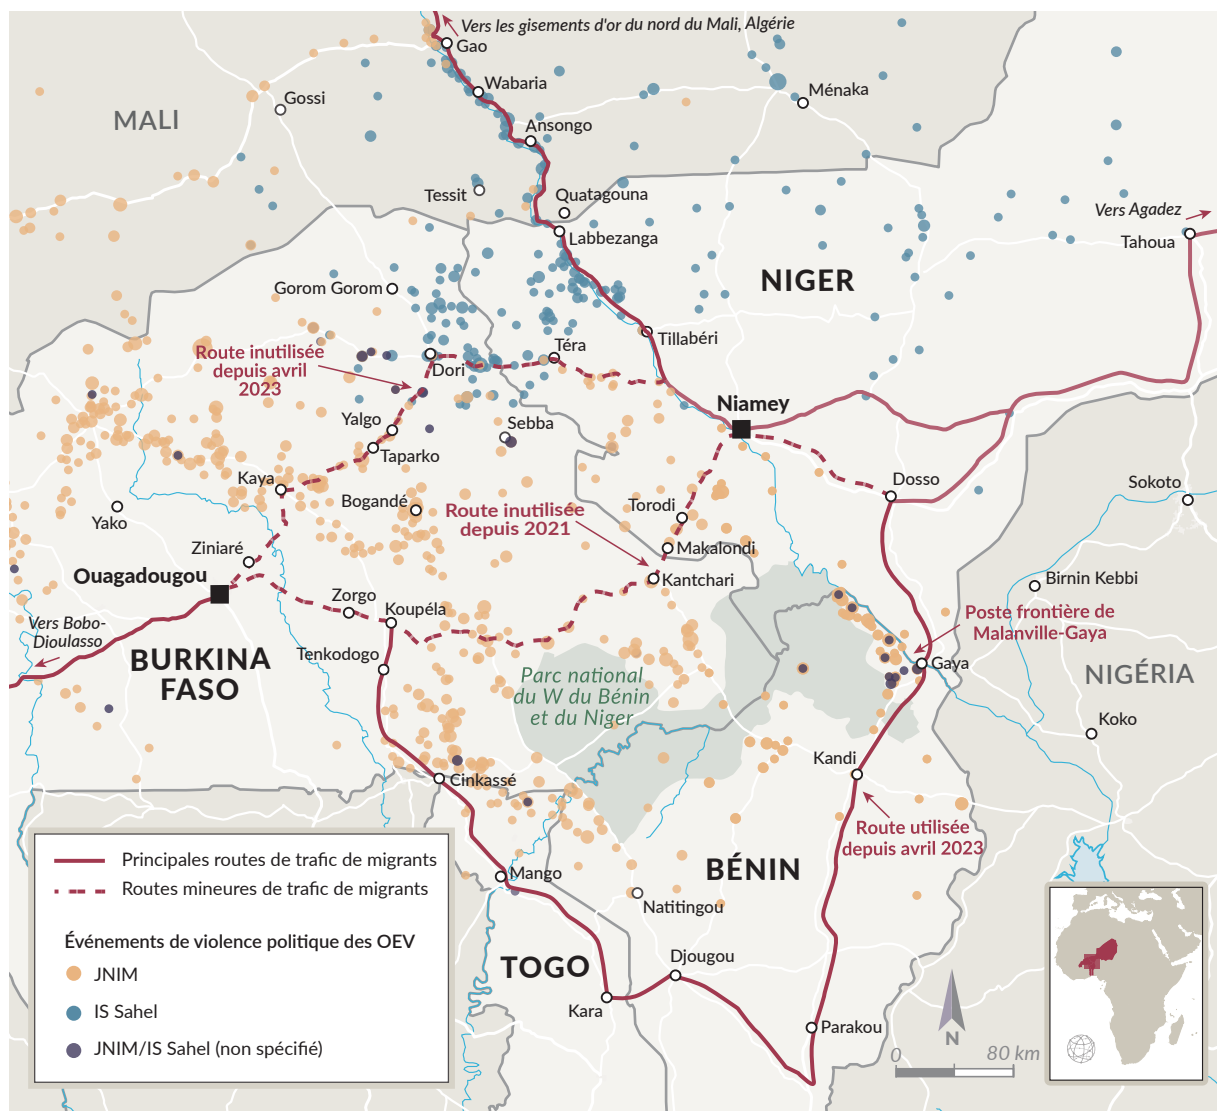 Vers les gisements d'or du nord du Mali, Algérie
Gao
Wabaria
Ménaka
Gossi
MALI
Ansongo
Tessit
Quatagouna
Vers Agadez
Labbezanga
Tahoua
NIGER
Gorom Gorom
Tillabéri
Téra
Route inutilisée
depuis avril
2023
Dori
Niamey
Yalgo
Sebba
Taparko
Kaya
Dosso
Sokoto
Bogandé
Torodi
Yako
Route inutilisée
depuis 2021
Ziniaré
Makalondi
Ouagadougou
Kantchari
Birnin Kebbi
Zorgo
Koupéla
Poste frontière de
Malanville-Gaya
Vers Bobo-
Dioulasso
Tenkodogo
BURKINA
FASO
Gaya
NIGÉRIA
Parc national
du W du Bénin
et du Niger
Koko
Kandi
Cinkassé
Route utilisée
depuis avril 2023
BÉNIN
Mango
Natitingou
TOGO
Djougou
Kara
Parakou
Principales routes de trafic de migrants
Routes mineures de trafic de migrants
Événements de violence politique des OEV
JNIM
IS Sahel
JNIM/IS Sahel (non spécifié)
N
0
80 km